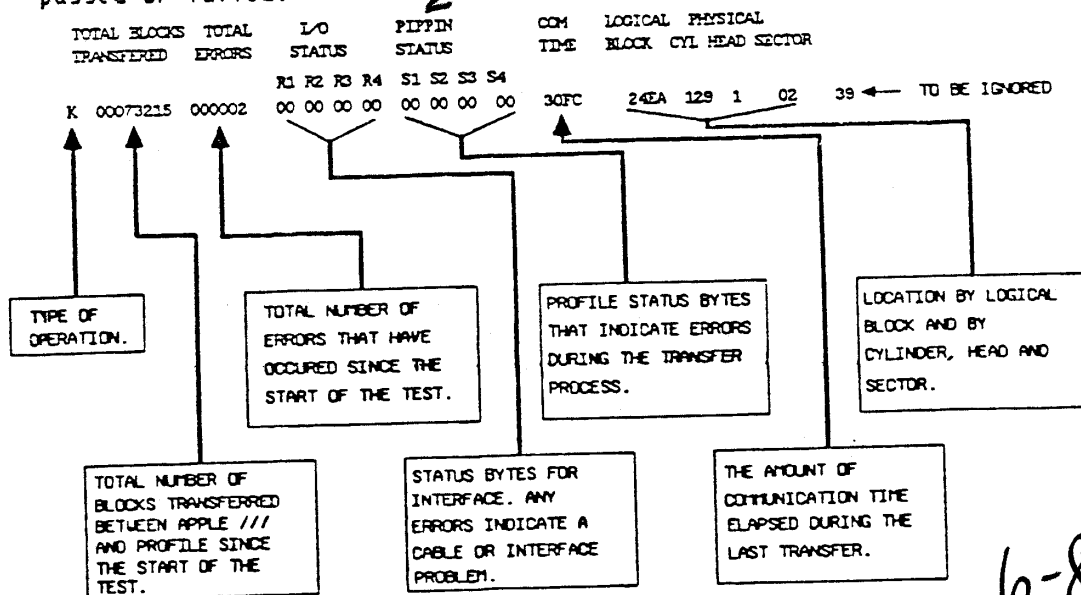 TOTAL BLOCKS TOTAL I/O PIPPIN COM LOGICAL PHYSICAL
TRANSFERED ERRORS STATUS STATUS TIME BLOCK CYL HEAD SECTOR
R1 R2 R3 R4 S1 S2 S3 S4
K 00073215 000002 00 00 00 00 00 00 00 00 30FC 24EA 129 1 02 39 TO BE IGNORED
TYPE OF
OPERATION.
TOTAL NUMBER OF
ERRORS THAT HAVE
OCCURED SINCE THE
START OF THE TEST.
PROFILE STATUS BYTES
THAT INDICATE ERRORS
DURING THE TRANSFER
PROCESS.
LOCATION BY LOGICAL
BLOCK AND BY
CYLINDER, HEAD AND
SECTOR.
TOTAL NUMBER OF
BLOCKS TRANSFERRED
BETWEEN APPLE ///
AND PROFILE SINCE
THE START OF THE
TEST.
STATUS BYTES FOR
INTERFACE. ANY
ERRORS INDICATE A
CABLE OR INTERFACE
PROBLEM.
THE AMOUNT OF
COMMUNICATION TIME
ELAPSED DURING THE
LAST TRANSFER.
6-8